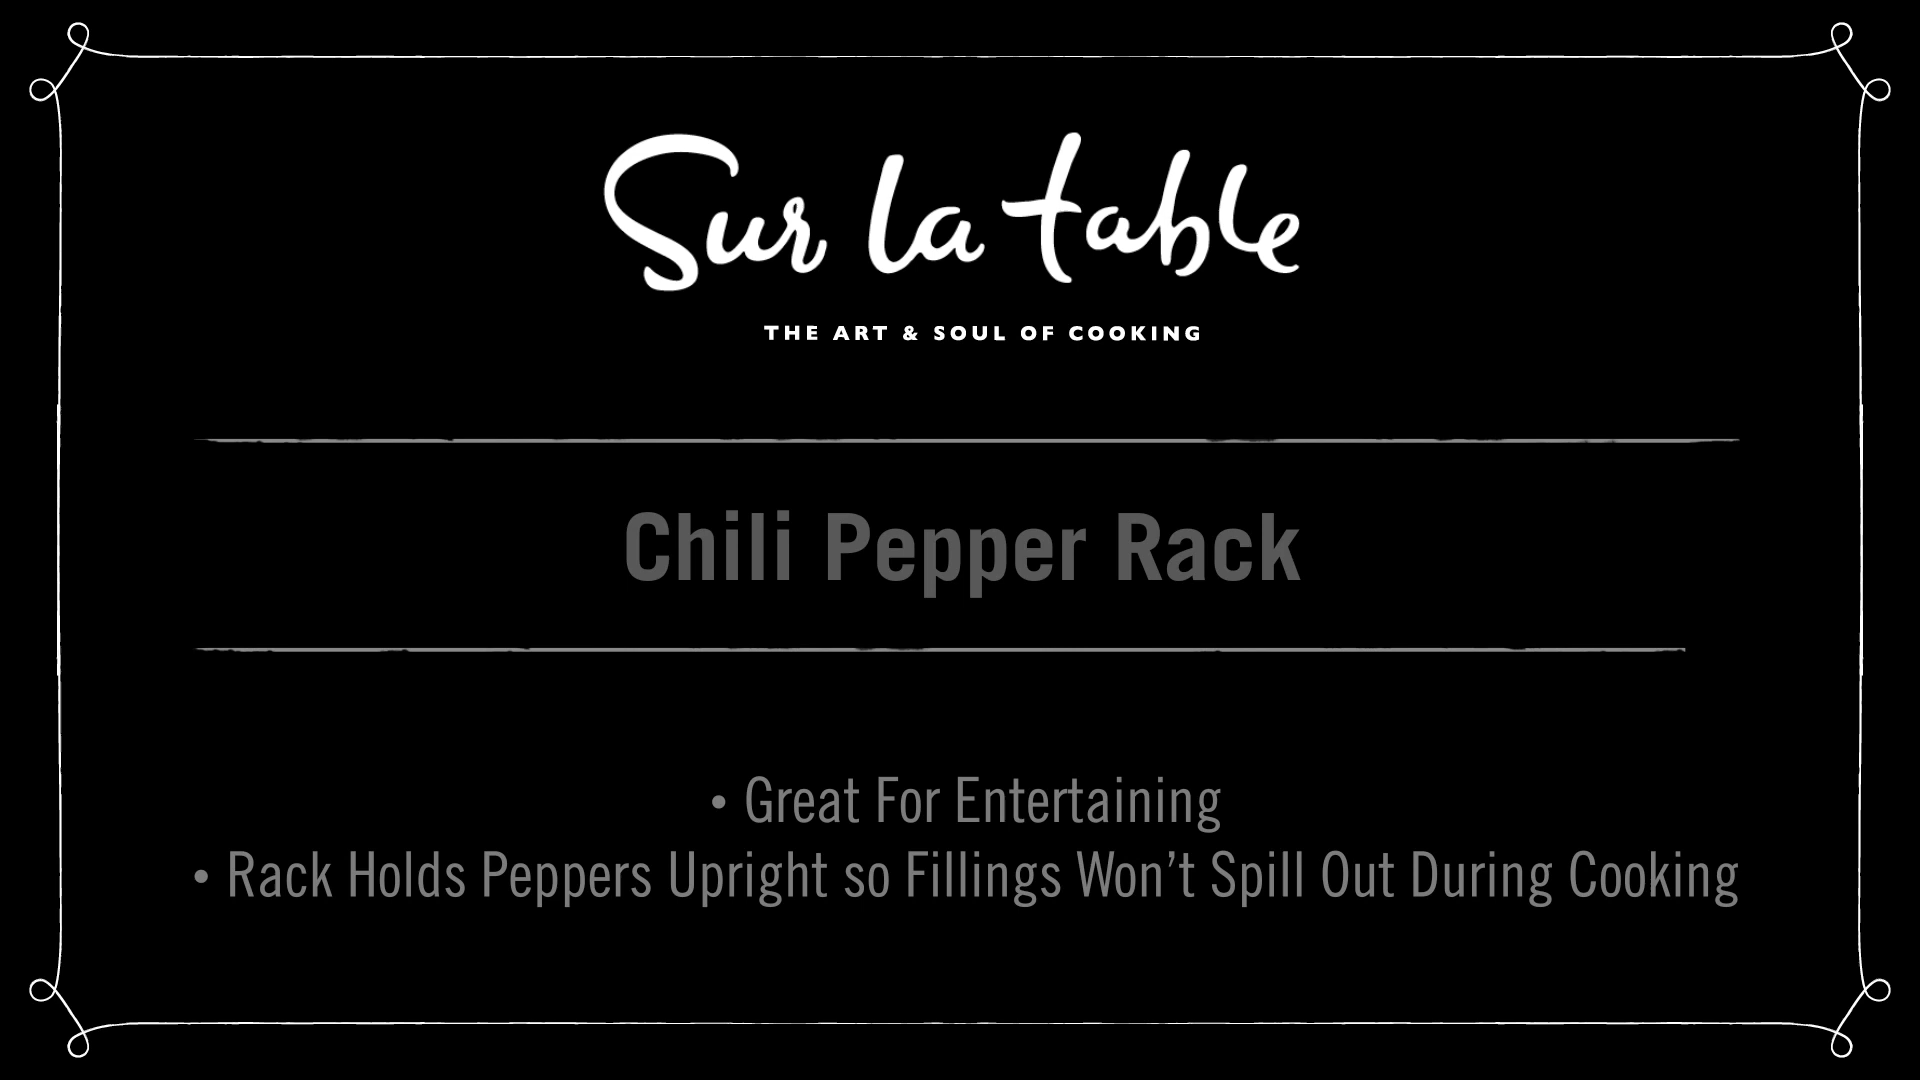 Sur la table
THE ART & SOUL OF COOKING
Chili Pepper Rack
• Great For Entertaining
• Rack Holds Peppers Upright so Fillings Won’t Spill Out During Cooking